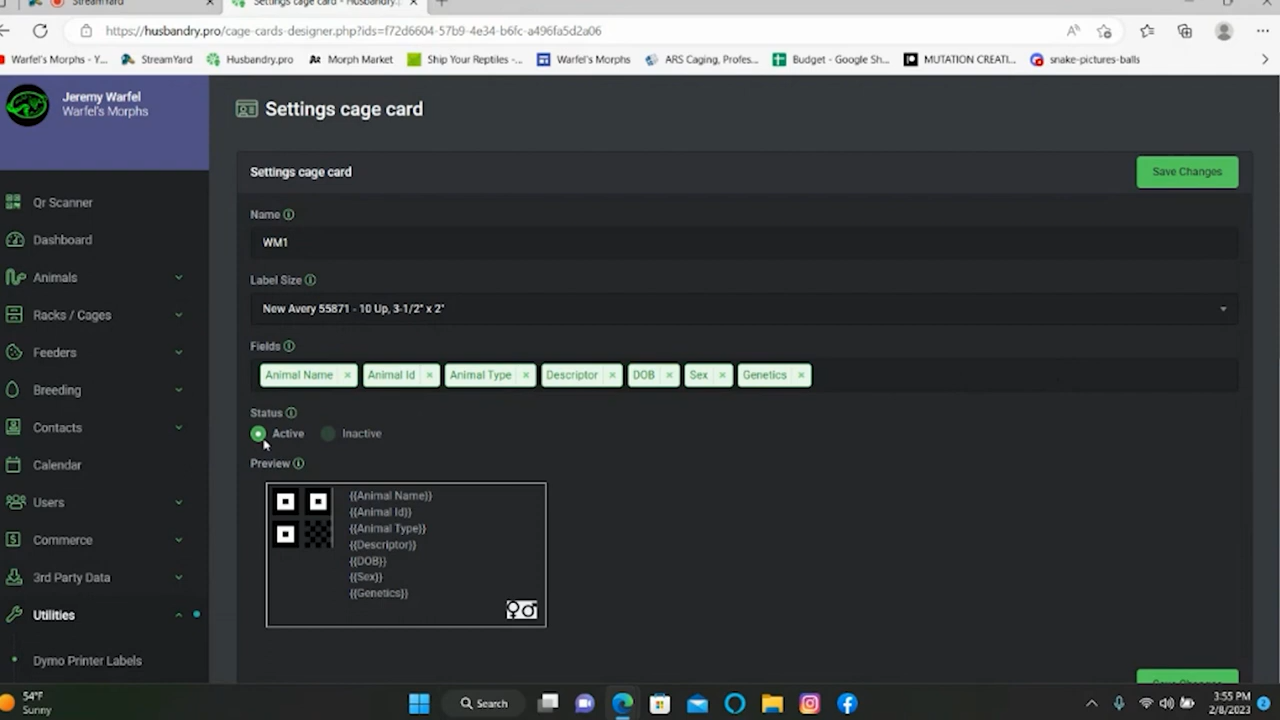 StreamYard
Settings cage card - Husbandry.
https://husbandry.pro/cage-cards-designer.php?ids=f72d6604-57b9-4e34-b6fc-a496fa5d2a06
Warfel's Morphs - Y... StreamYard Husbandry.pro Morph Market Ship Your Reptiles -... Warfel's Morphs ARS Caging, Profes... Budget - Google Sh... MUTATION CREATI... snake-pictures-balls
Jeremy Warfel
Warfel's Morphs
Settings cage card
Settings cage card
Save Changes
Name
WM1
Label Size
New Avery 55871 - 10 Up, 3-1/2" x 2"
Fields
Animal Name × Animal Id × Animal Type × Descriptor × DOB × Sex × Genetics ×
Status
Active Inactive
Preview
{{Animal Name}}
{{Animal Id}}
{{Animal Type}}
{{Descriptor}}
{{DOB}}
{{Sex}}
{{Genetics}}
Save Changes
Qr Scanner
Dashboard
Animals
Racks / Cages
Feeders
Breeding
Contacts
Calendar
Users
Commerce
3rd Party Data
Utilities
Dymo Printer Labels
54°F
Sunny
Search
3:55 PM
2/8/2023
2